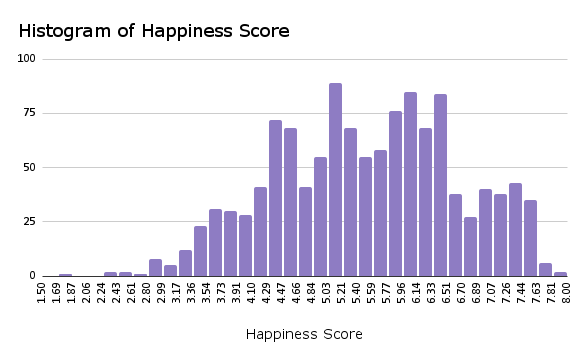 Histogram of Happiness Score
100
75
50
25
0
1.50 1.69 1.87 2.06 2.24 2.43 2.61 2.80 2.99 3.17 3.36 3.54 3.73 3.91 4.10 4.29 4.47 4.66 4.84 5.03 5.21 5.40 5.59 5.77 5.96 6.14 6.33 6.51 6.70 6.89 7.07 7.26 7.44 7.63 7.81 8.00
Happiness Score